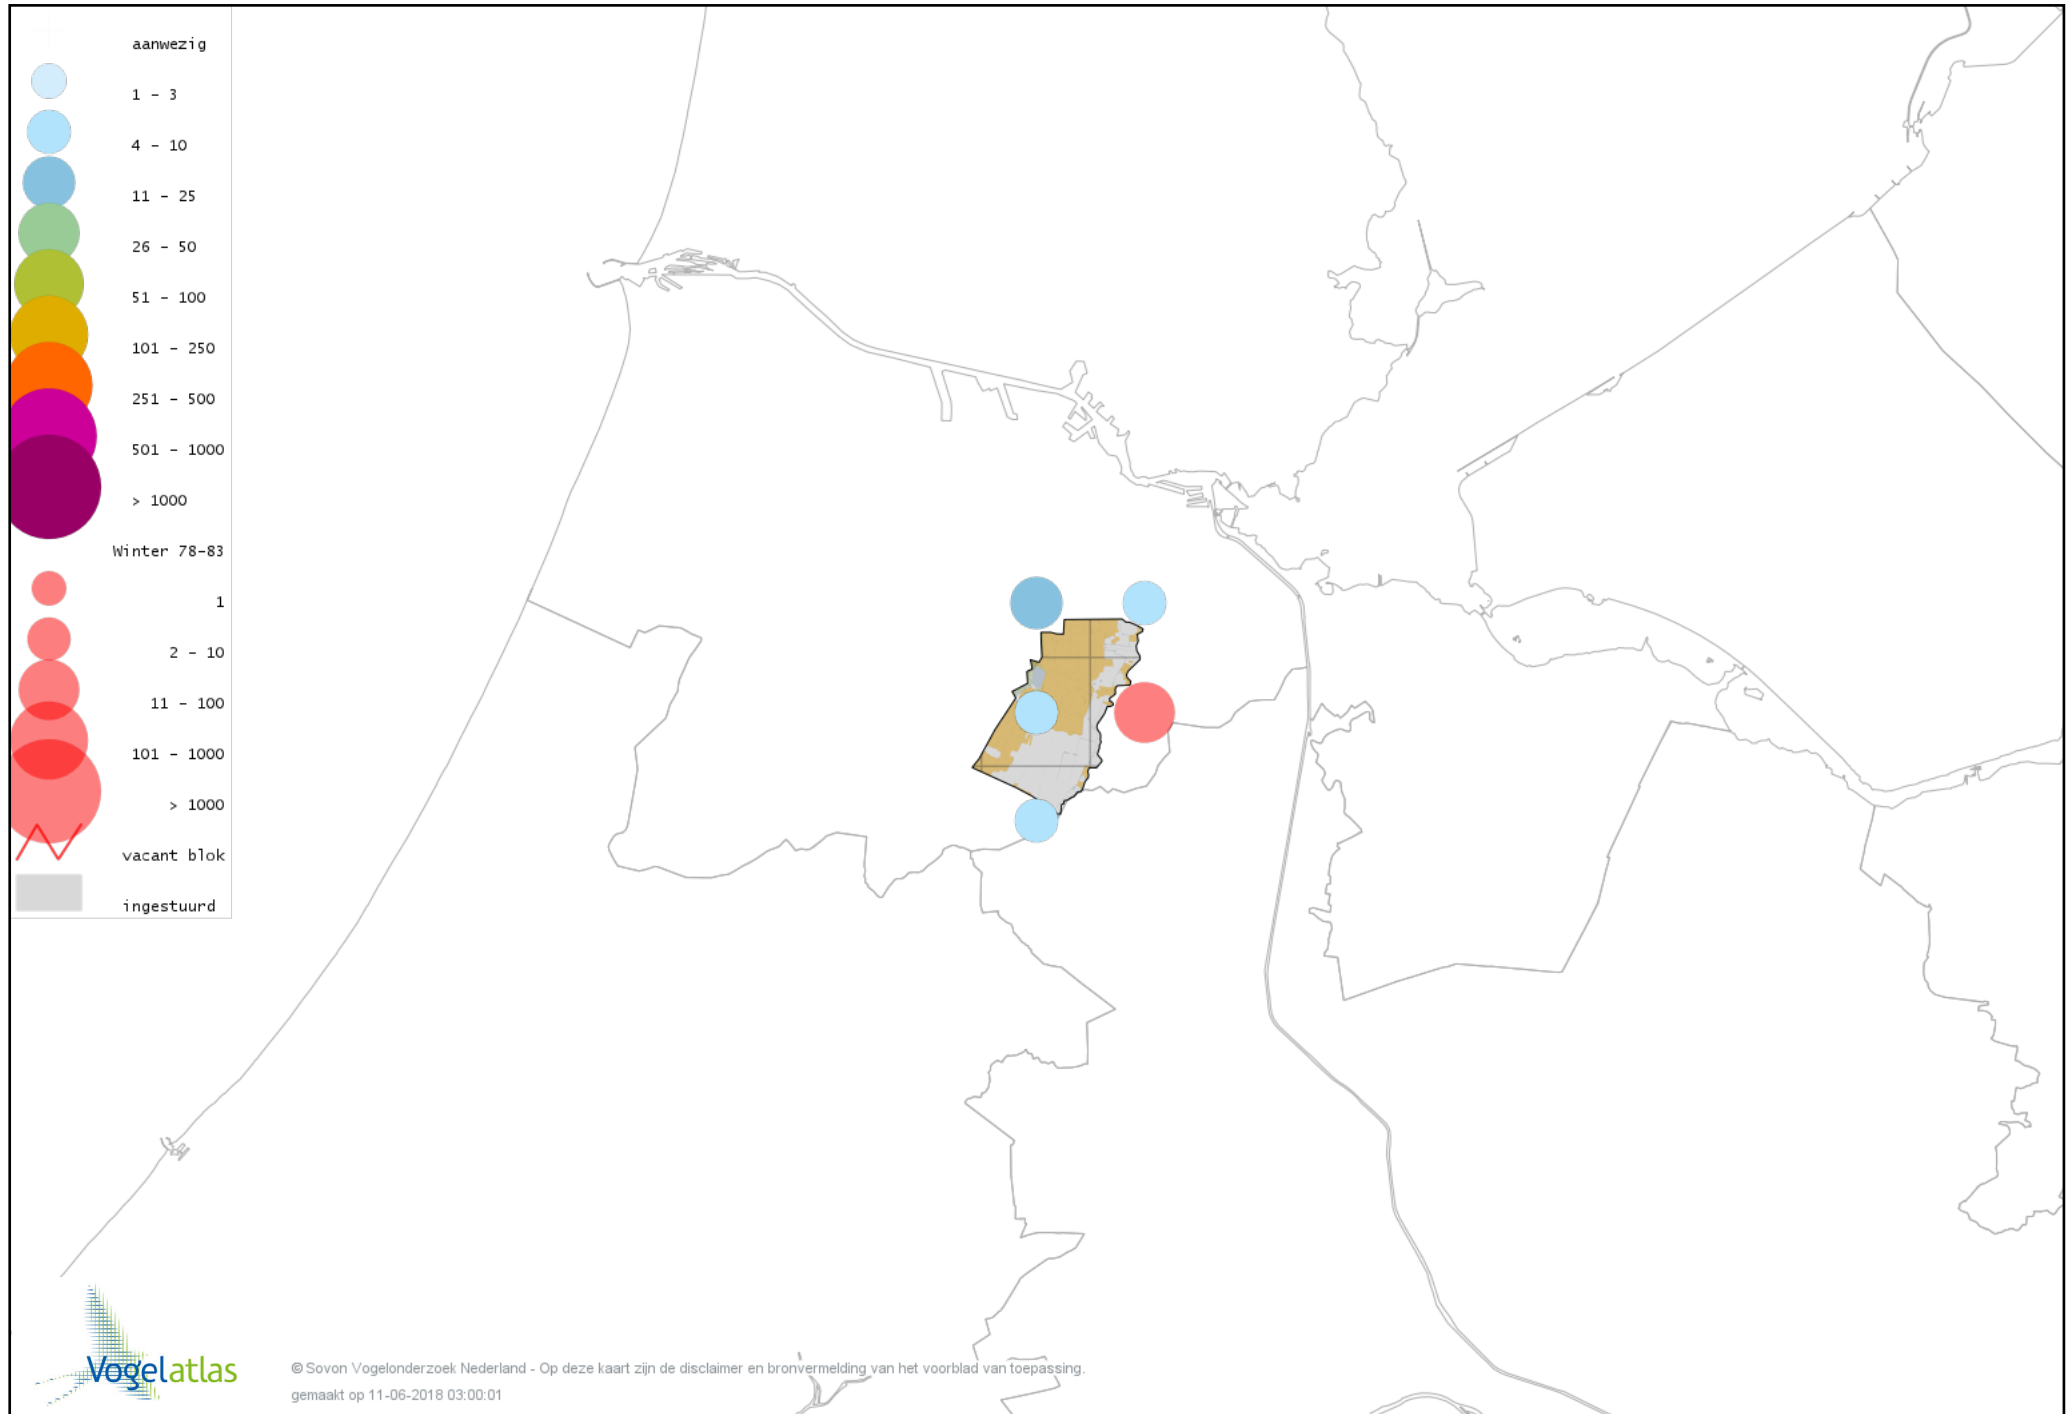 aanwezig
1 – 3
4 – 10
11 – 25
26 – 50
51 – 100
101 – 250
251 – 500
501 – 1000
> 1000
Winter 78-83
1
2 – 10
11 – 100
101 – 1000
> 1000
vacant blok
ingestuurd
Vogelatlas
© Sovon Vogelonderzoek Nederland - Op deze kaart zijn de disclaimer en bronvermelding van het voorblad van toepassing.
gemaakt op 11-06-2018 03:00:01